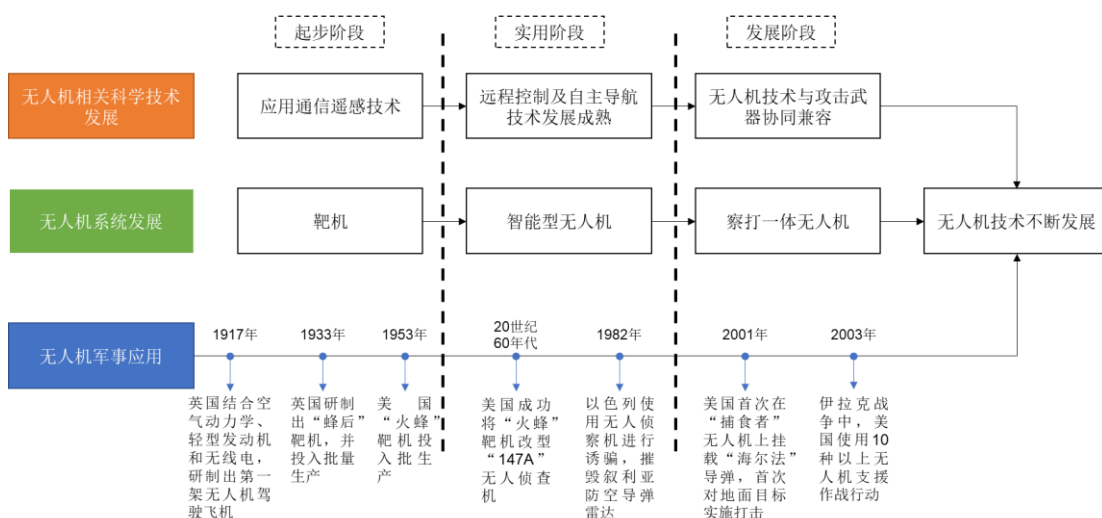 起步阶段
实用阶段
发展阶段
无人机相关科学技术
发展
应用通信遥感技术
远程控制及自主导航
技术发展成熟
无人机技术与攻击武
器协同兼容
无人机系统发展
靶机
智能型无人机
察打一体无人机
无人机技术不断发展
无人机军事应用
1917年
1933年
1953年
20世纪
60年代
1982年
2001年
2003年
英国结合空
气动力学、
轻型发动机
和无线电，
研制出第一
架无人机驾
驶飞机
英国研制
出“蜂后”
靶机，并
投入批量
生产
美国
“火蜂”
靶机投
入批生
产
美国成功
将“火蜂”
靶机改型
“147A”
无人侦查
机
以色列使
用无人侦
察机进行
诱骗，摧
毁叙利亚
防空导弹
雷达
美国首次在
“捕食者”
无人机上挂
载“海尔法”
导弹，首次
对地面目标
实施打击
伊拉克战
争中，美
国使用10
种以上无
人机支援
作战行动